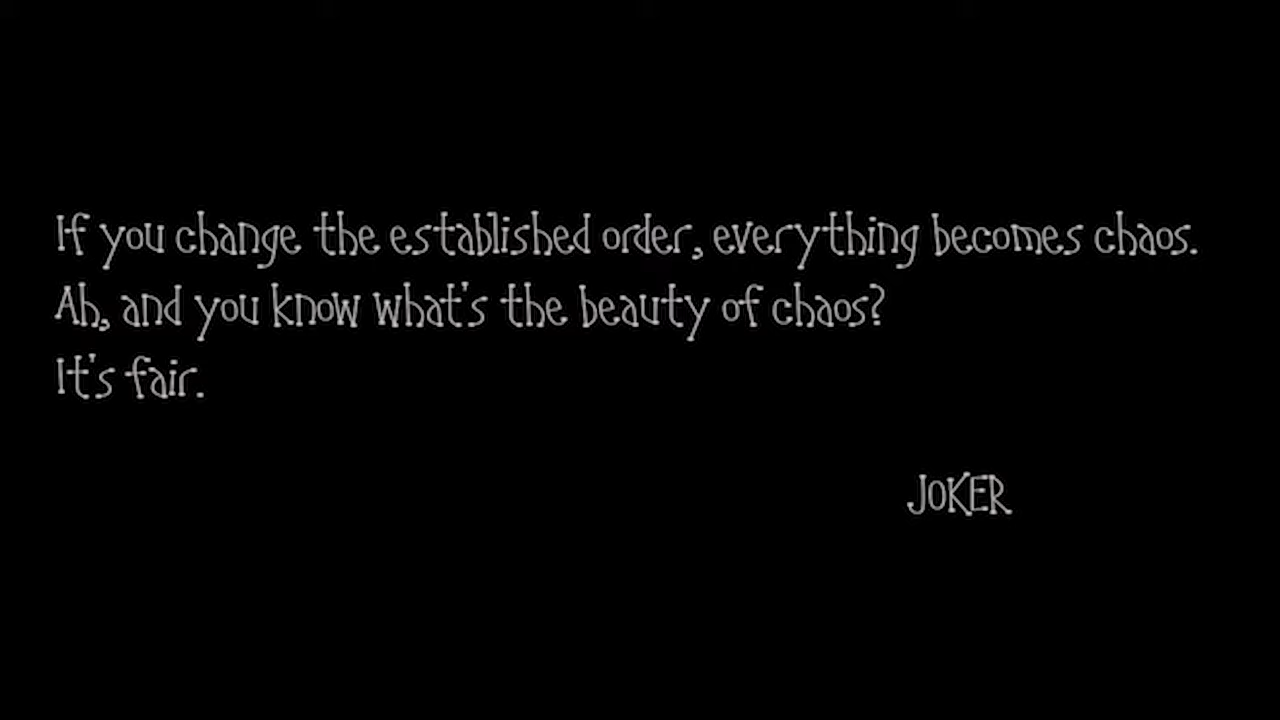 If you change the established order, everything becomes chaos.
Ah, and you know what's the beauty of chaos?
It's fair.
JOKER